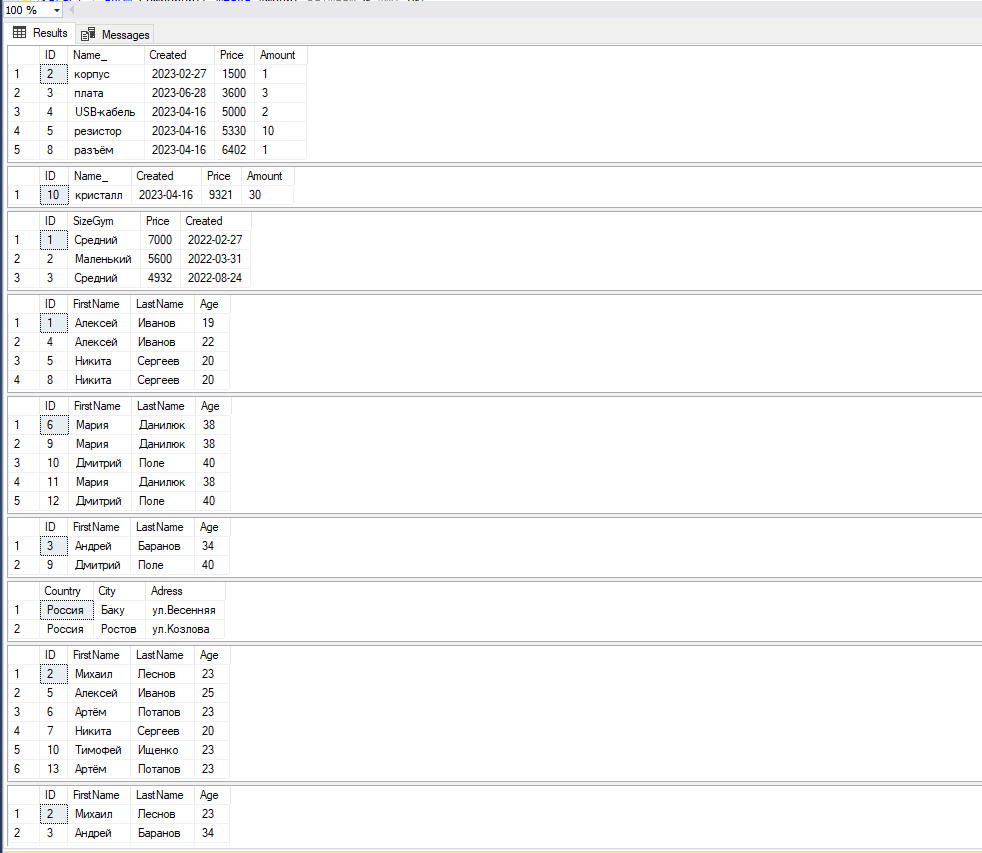 100 %
Results Messages
ID Name_ Created Price Amount
1 2 корпус 2023-02-27 1500 1
2 3 плата 2023-06-28 3600 3
3 4 USB-кабель 2023-04-16 5000 2
4 5 резистор 2023-04-16 5330 10
5 8 разъём 2023-04-16 6402 1
ID Name_ Created Price Amount
1 10 кристалл 2023-04-16 9321 30
ID SizeGym Price Created
1 1 Средний 7000 2022-02-27
2 2 Маленький 5600 2022-03-31
3 3 Средний 4932 2022-08-24
ID FirstName LastName Age
1 1 Алексей Иванов 19
2 4 Алексей Иванов 22
3 5 Никита Сергеев 20
4 8 Никита Сергеев 20
ID FirstName LastName Age
1 6 Мария Данилюк 38
2 9 Мария Данилюк 38
3 10 Дмитрий Поле 40
4 11 Мария Данилюк 38
5 12 Дмитрий Поле 40
ID FirstName LastName Age
1 3 Андрей Баранов 34
2 9 Дмитрий Поле 40
Country City Adress
1 Россия Баку ул.Весенняя
2 Россия Ростов ул.Козлова
ID FirstName LastName Age
1 2 Михаил Леснов 23
2 5 Алексей Иванов 25
3 6 Артём Потапов 23
4 7 Никита Сергеев 20
5 10 Тимофей Ищенко 23
6 13 Артём Потапов 23
ID FirstName LastName Age
1 2 Михаил Леснов 23
2 3 Андрей Баранов 34